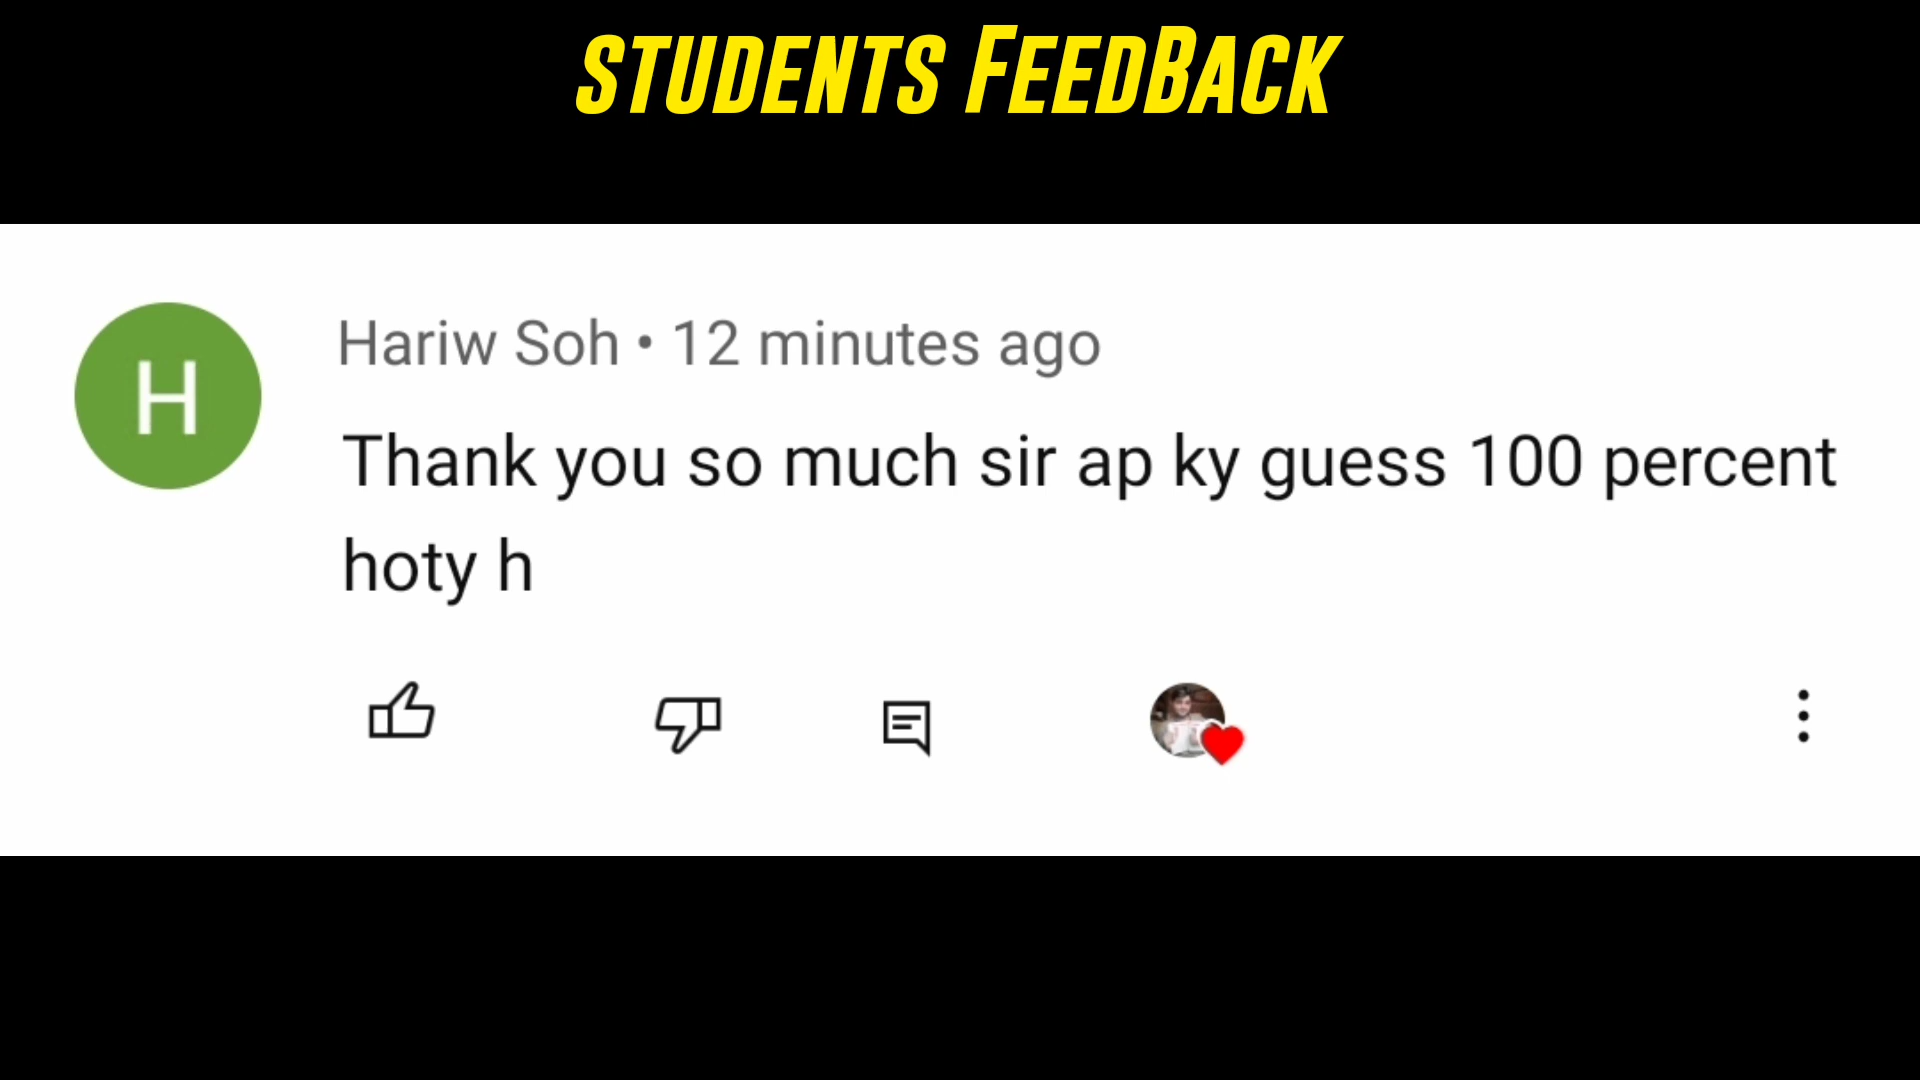 STUDENTS FEEDBACK
H
Hariw Soh • 12 minutes ago
Thank you so much sir ap ky guess 100 percent
hoty h